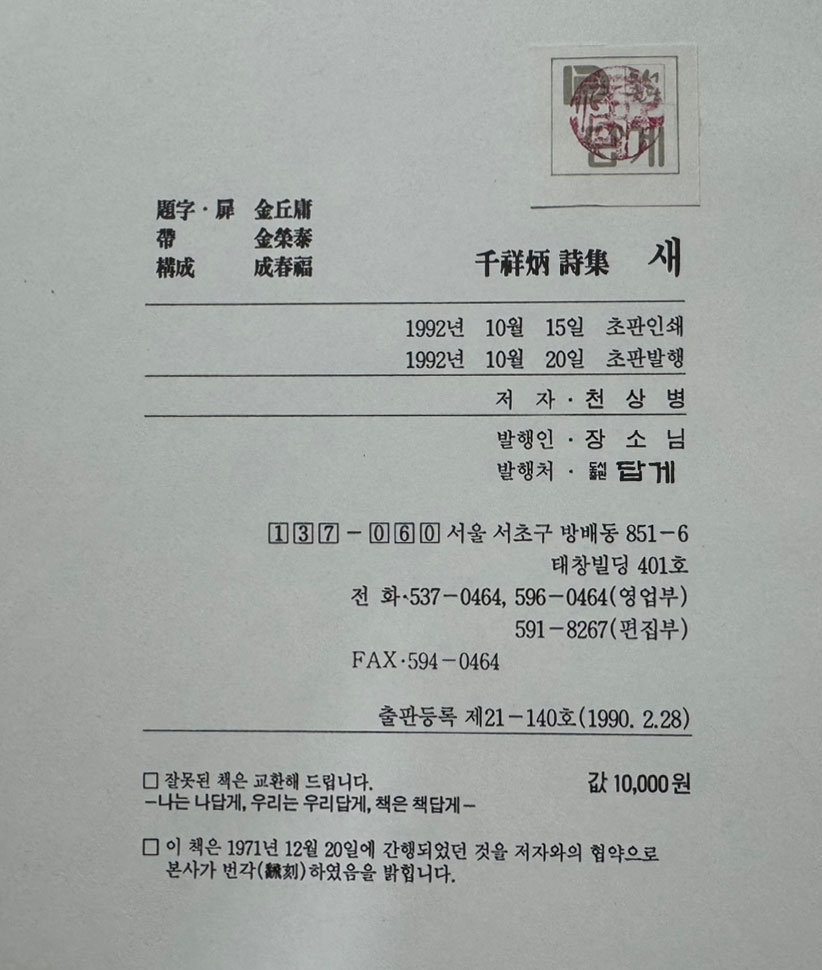 답게
題字 · 扉 金丘庸
帶 金榮泰
構成 成春福
千祥炳 詩集 새
1992년 10월 15일 초판인쇄
1992년 10월 20일 초판발행
저 자 · 천 상 병
발행인 · 장 소 님
발행처 · 도서출판 답게
137-060 서울 서초구 방배동 851-6
태창빌딩 401호
전 화·537-0464, 596-0464(영업부)
591-8267(편집부)
FAX·594-0464
출판등록 제21-140호(1990. 2.28)
□ 잘못된 책은 교환해 드립니다.
값 10,000원
-나는 나답게, 우리는 우리답게, 책은 책답게-
□ 이 책은 1971년 12월 20일에 간행되었던 것을 저자와의 협약으로
본사가 번각(飜刻)하였음을 밝힙니다.